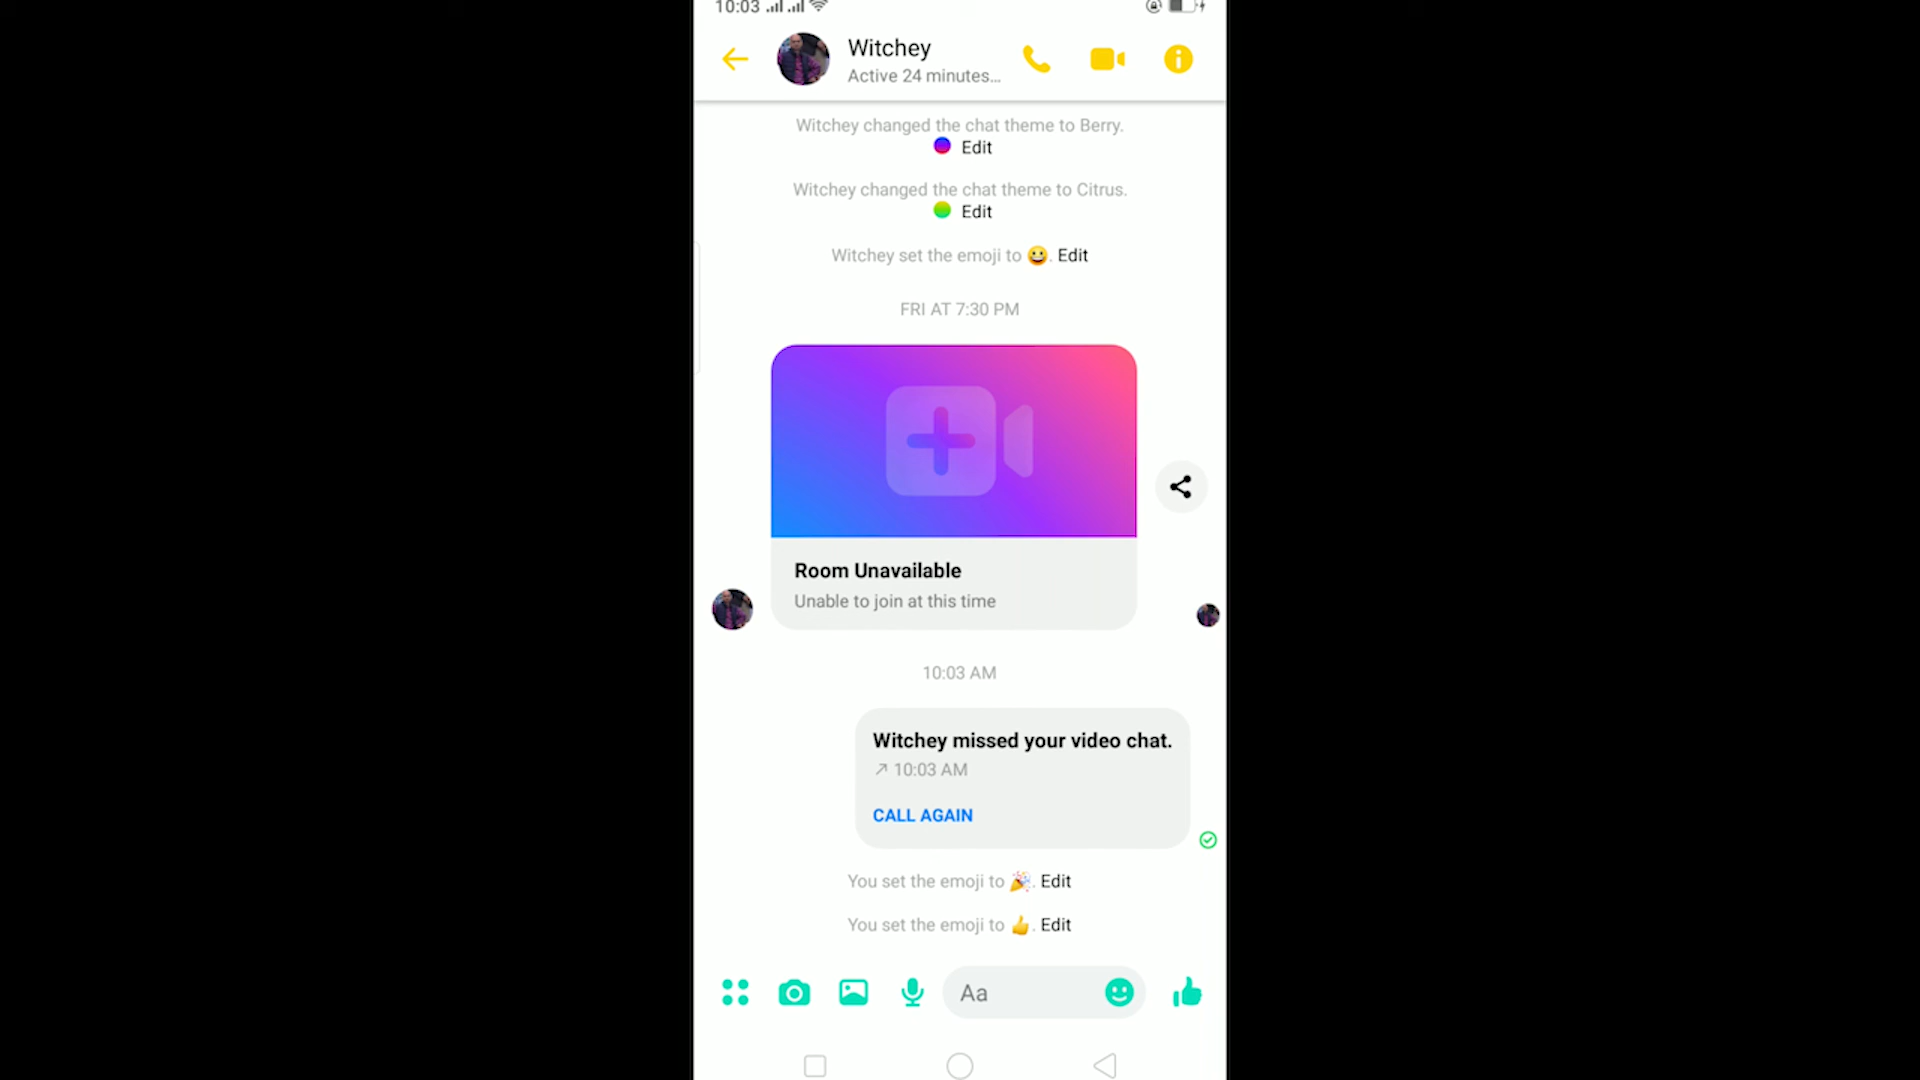 10:03
Witchey
Active 24 minutes...
Witchey changed the chat theme to Berry.
Edit
Witchey changed the chat theme to Citrus.
Edit
Witchey set the emoji to 😀. Edit
FRI AT 7:30 PM
Room Unavailable
Unable to join at this time
10:03 AM
Witchey missed your video chat.
↗ 10:03 AM
CALL AGAIN
You set the emoji to 🎉. Edit
You set the emoji to 👍. Edit
Aa